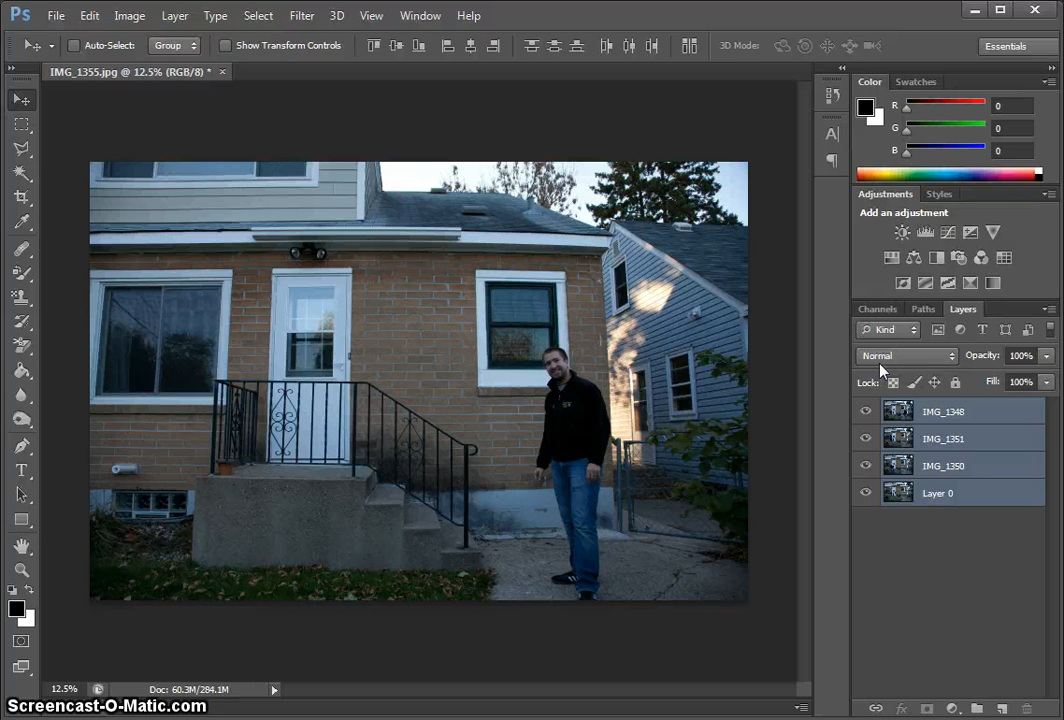 Ps File Edit Image Layer Type Select Filter 3D View Window Help
Auto-Select: Group Show Transform Controls 3D Mode: Essentials
IMG_1355.jpg @ 12.5% (RGB/8) * ×
Color Swatches
R 0
G 0
B 0
Adjustments Styles
Add an adjustment
Channels Paths Layers
Kind
Normal Opacity: 100%
Lock: Fill: 100%
IMG_1348
IMG_1351
IMG_1350
Layer 0
12.5% Doc: 60.3M/284.1M
Screencast-O-Matic.com